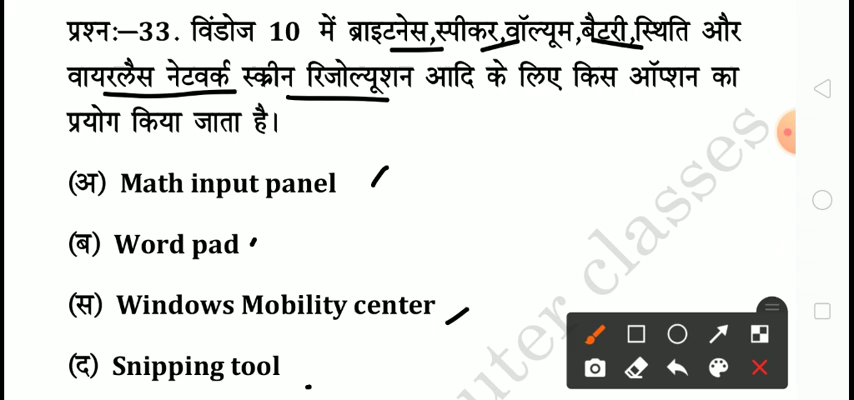 प्रश्नः–33. विंडोज 10 में ब्राइटनेस,स्पीकर,वॉल्यूम,बैटरी,स्थिति और
वायरलैस नेटवर्क स्क्रीन रिजोल्यूशन आदि के लिए किस ऑप्शन का
प्रयोग किया जाता है।
(अ) Math input panel
(ब) Word pad
(स) Windows Mobility center
(द) Snipping tool
uter classes